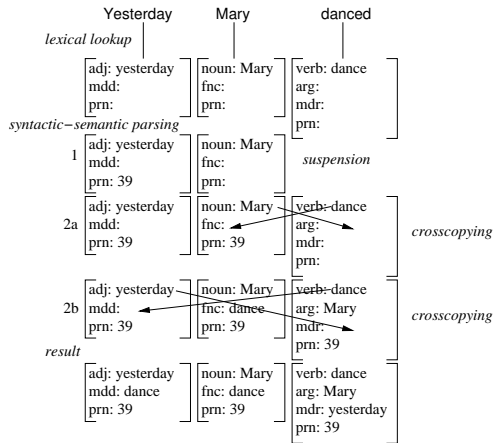 Yesterday Mary danced
lexical lookup
adj: yesterday noun: Mary verb: dance
mdd: fnc: arg:
prn: prn: mdr:
prn:
syntactic−semantic parsing
1 adj: yesterday noun: Mary
mdd: fnc: suspension
prn: 39 prn:
2a adj: yesterday noun: Mary verb: dance
mdd: fnc: arg: crosscopying
prn: 39 prn: 39 mdr:
prn:
2b adj: yesterday noun: Mary verb: dance
mdd: fnc: dance arg: Mary crosscopying
prn: 39 prn: 39 mdr:
prn: 39
result
adj: yesterday noun: Mary verb: dance
mdd: dance fnc: dance arg: Mary
prn: 39 prn: 39 mdr: yesterday
prn: 39